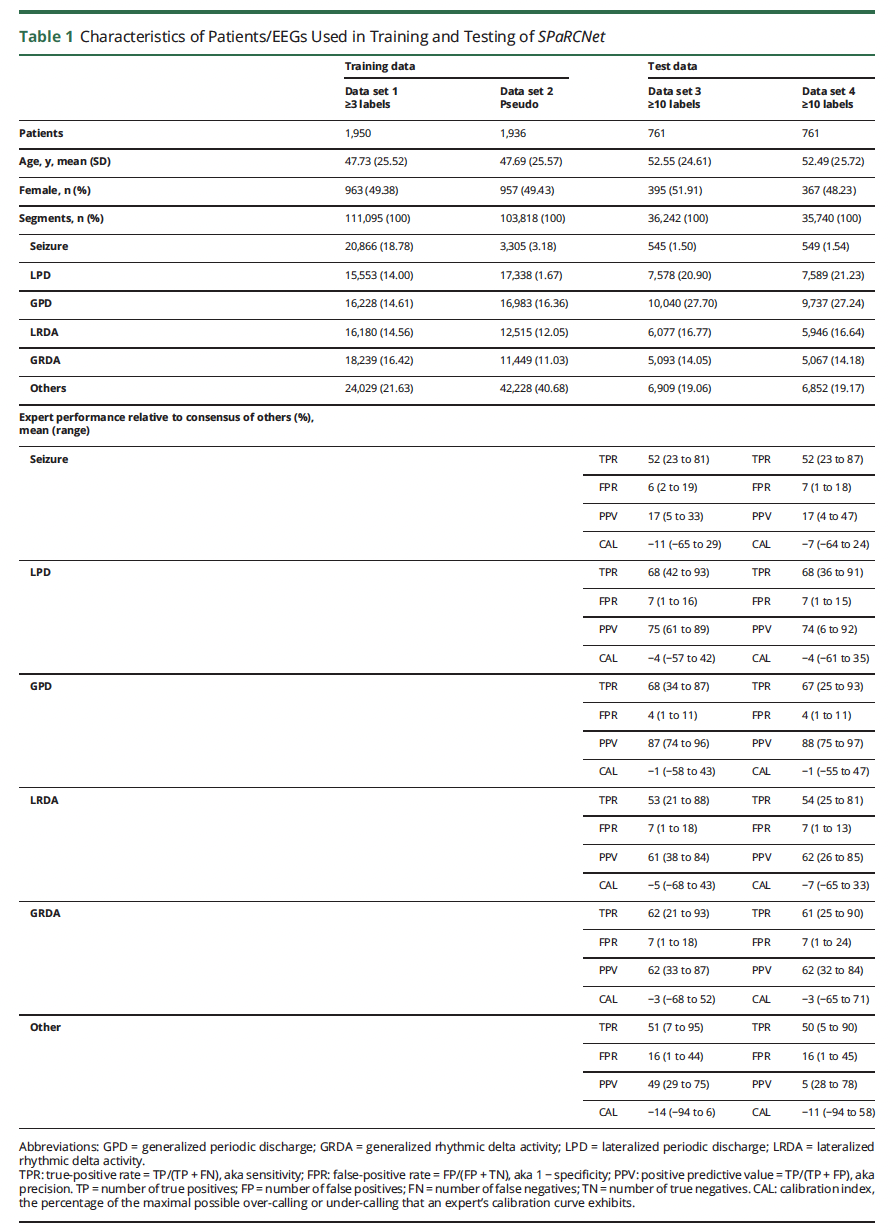 Table 1 Characteristics of Patients/EEGs Used in Training and Testing of SPaRCNet
Training data Test data
Data set 1 Data set 2 Data set 3 Data set 4
≥3 labels Pseudo ≥10 labels ≥10 labels
Patients 1,950 1,936 761 761
Age, y, mean (SD) 47.73 (25.52) 47.69 (25.57) 52.55 (24.61) 52.49 (25.72)
Female, n (%) 963 (49.38) 957 (49.43) 395 (51.91) 367 (48.23)
Segments, n (%) 111,095 (100) 103,818 (100) 36,242 (100) 35,740 (100)
Seizure 20,866 (18.78) 3,305 (3.18) 545 (1.50) 549 (1.54)
LPD 15,553 (14.00) 17,338 (1.67) 7,578 (20.90) 7,589 (21.23)
GPD 16,228 (14.61) 16,983 (16.36) 10,040 (27.70) 9,737 (27.24)
LRDA 16,180 (14.56) 12,515 (12.05) 6,077 (16.77) 5,946 (16.64)
GRDA 18,239 (16.42) 11,449 (11.03) 5,093 (14.05) 5,067 (14.18)
Others 24,029 (21.63) 42,228 (40.68) 6,909 (19.06) 6,852 (19.17)
Expert performance relative to consensus of others (%),
mean (range)
Seizure TPR 52 (23 to 81) TPR 52 (23 to 87)
FPR 6 (2 to 19) FPR 7 (1 to 18)
PPV 17 (5 to 33) PPV 17 (4 to 47)
CAL −11 (−65 to 29) CAL −7 (−64 to 24)
LPD TPR 68 (42 to 93) TPR 68 (36 to 91)
FPR 7 (1 to 16) FPR 7 (1 to 15)
PPV 75 (61 to 89) PPV 74 (6 to 92)
CAL −4 (−57 to 42) CAL −4 (−61 to 35)
GPD TPR 68 (34 to 87) TPR 67 (25 to 93)
FPR 4 (1 to 11) FPR 4 (1 to 11)
PPV 87 (74 to 96) PPV 88 (75 to 97)
CAL −1 (−58 to 43) CAL −1 (−55 to 47)
LRDA TPR 53 (21 to 88) TPR 54 (25 to 81)
FPR 7 (1 to 18) FPR 7 (1 to 13)
PPV 61 (38 to 84) PPV 62 (26 to 85)
CAL −5 (−68 to 43) CAL −7 (−65 to 33)
GRDA TPR 62 (21 to 93) TPR 61 (25 to 90)
FPR 7 (1 to 18) FPR 7 (1 to 24)
PPV 62 (33 to 87) PPV 62 (32 to 84)
CAL −3 (−68 to 52) CAL −3 (−65 to 71)
Other TPR 51 (7 to 95) TPR 50 (5 to 90)
FPR 16 (1 to 44) FPR 16 (1 to 45)
PPV 49 (29 to 75) PPV 5 (28 to 78)
CAL −14 (−94 to 6) CAL −11 (−94 to 58)
Abbreviations: GPD = generalized periodic discharge; GRDA = generalized rhythmic delta activity; LPD = lateralized periodic discharge; LRDA = lateralized
rhythmic delta activity.
TPR: true-positive rate = TP/(TP + FN), aka sensitivity; FPR: false-positive rate = FP/(FP + TN), aka 1 − specificity; PPV: positive predictive value = TP/(TP + FP), aka
precision. TP = number of true positives; FP = number of false positives; FN = number of false negatives; TN = number of true negatives. CAL: calibration index,
the percentage of the maximal possible over-calling or under-calling that an expert's calibration curve exhibits.